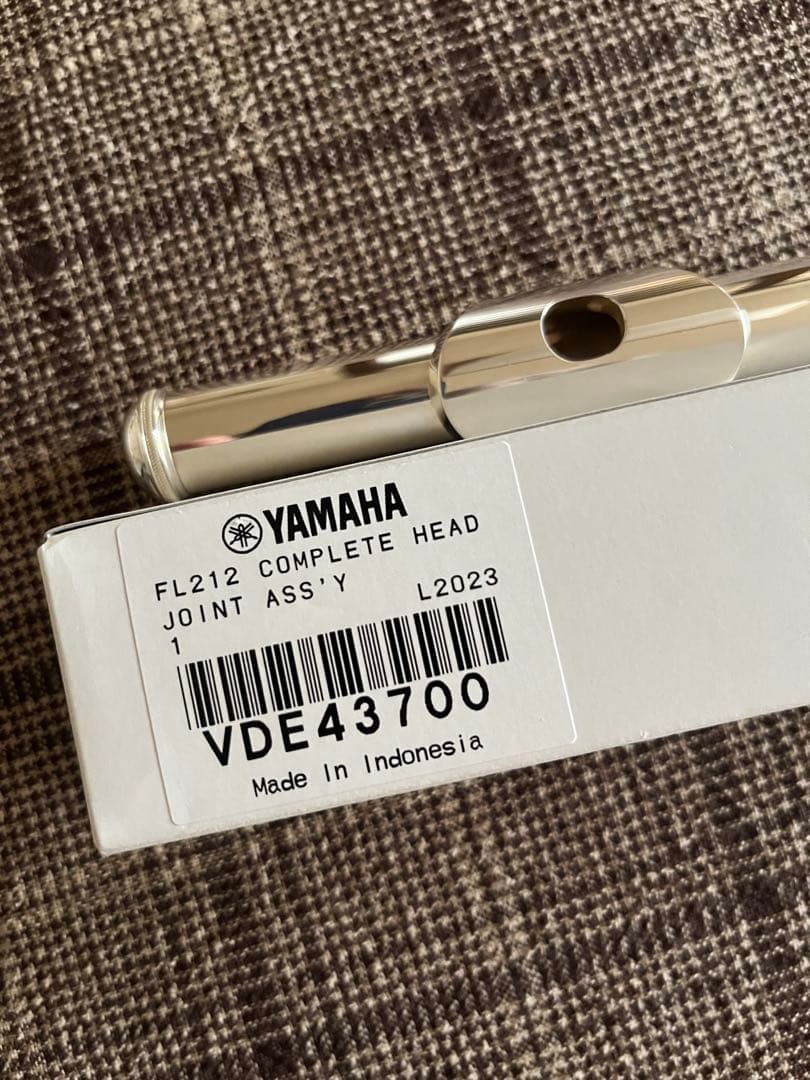 YAMAHA
FL212 COMPLETE HEAD
JOINT ASS'Y L2023
1
VDE43700
Made In Indonesia